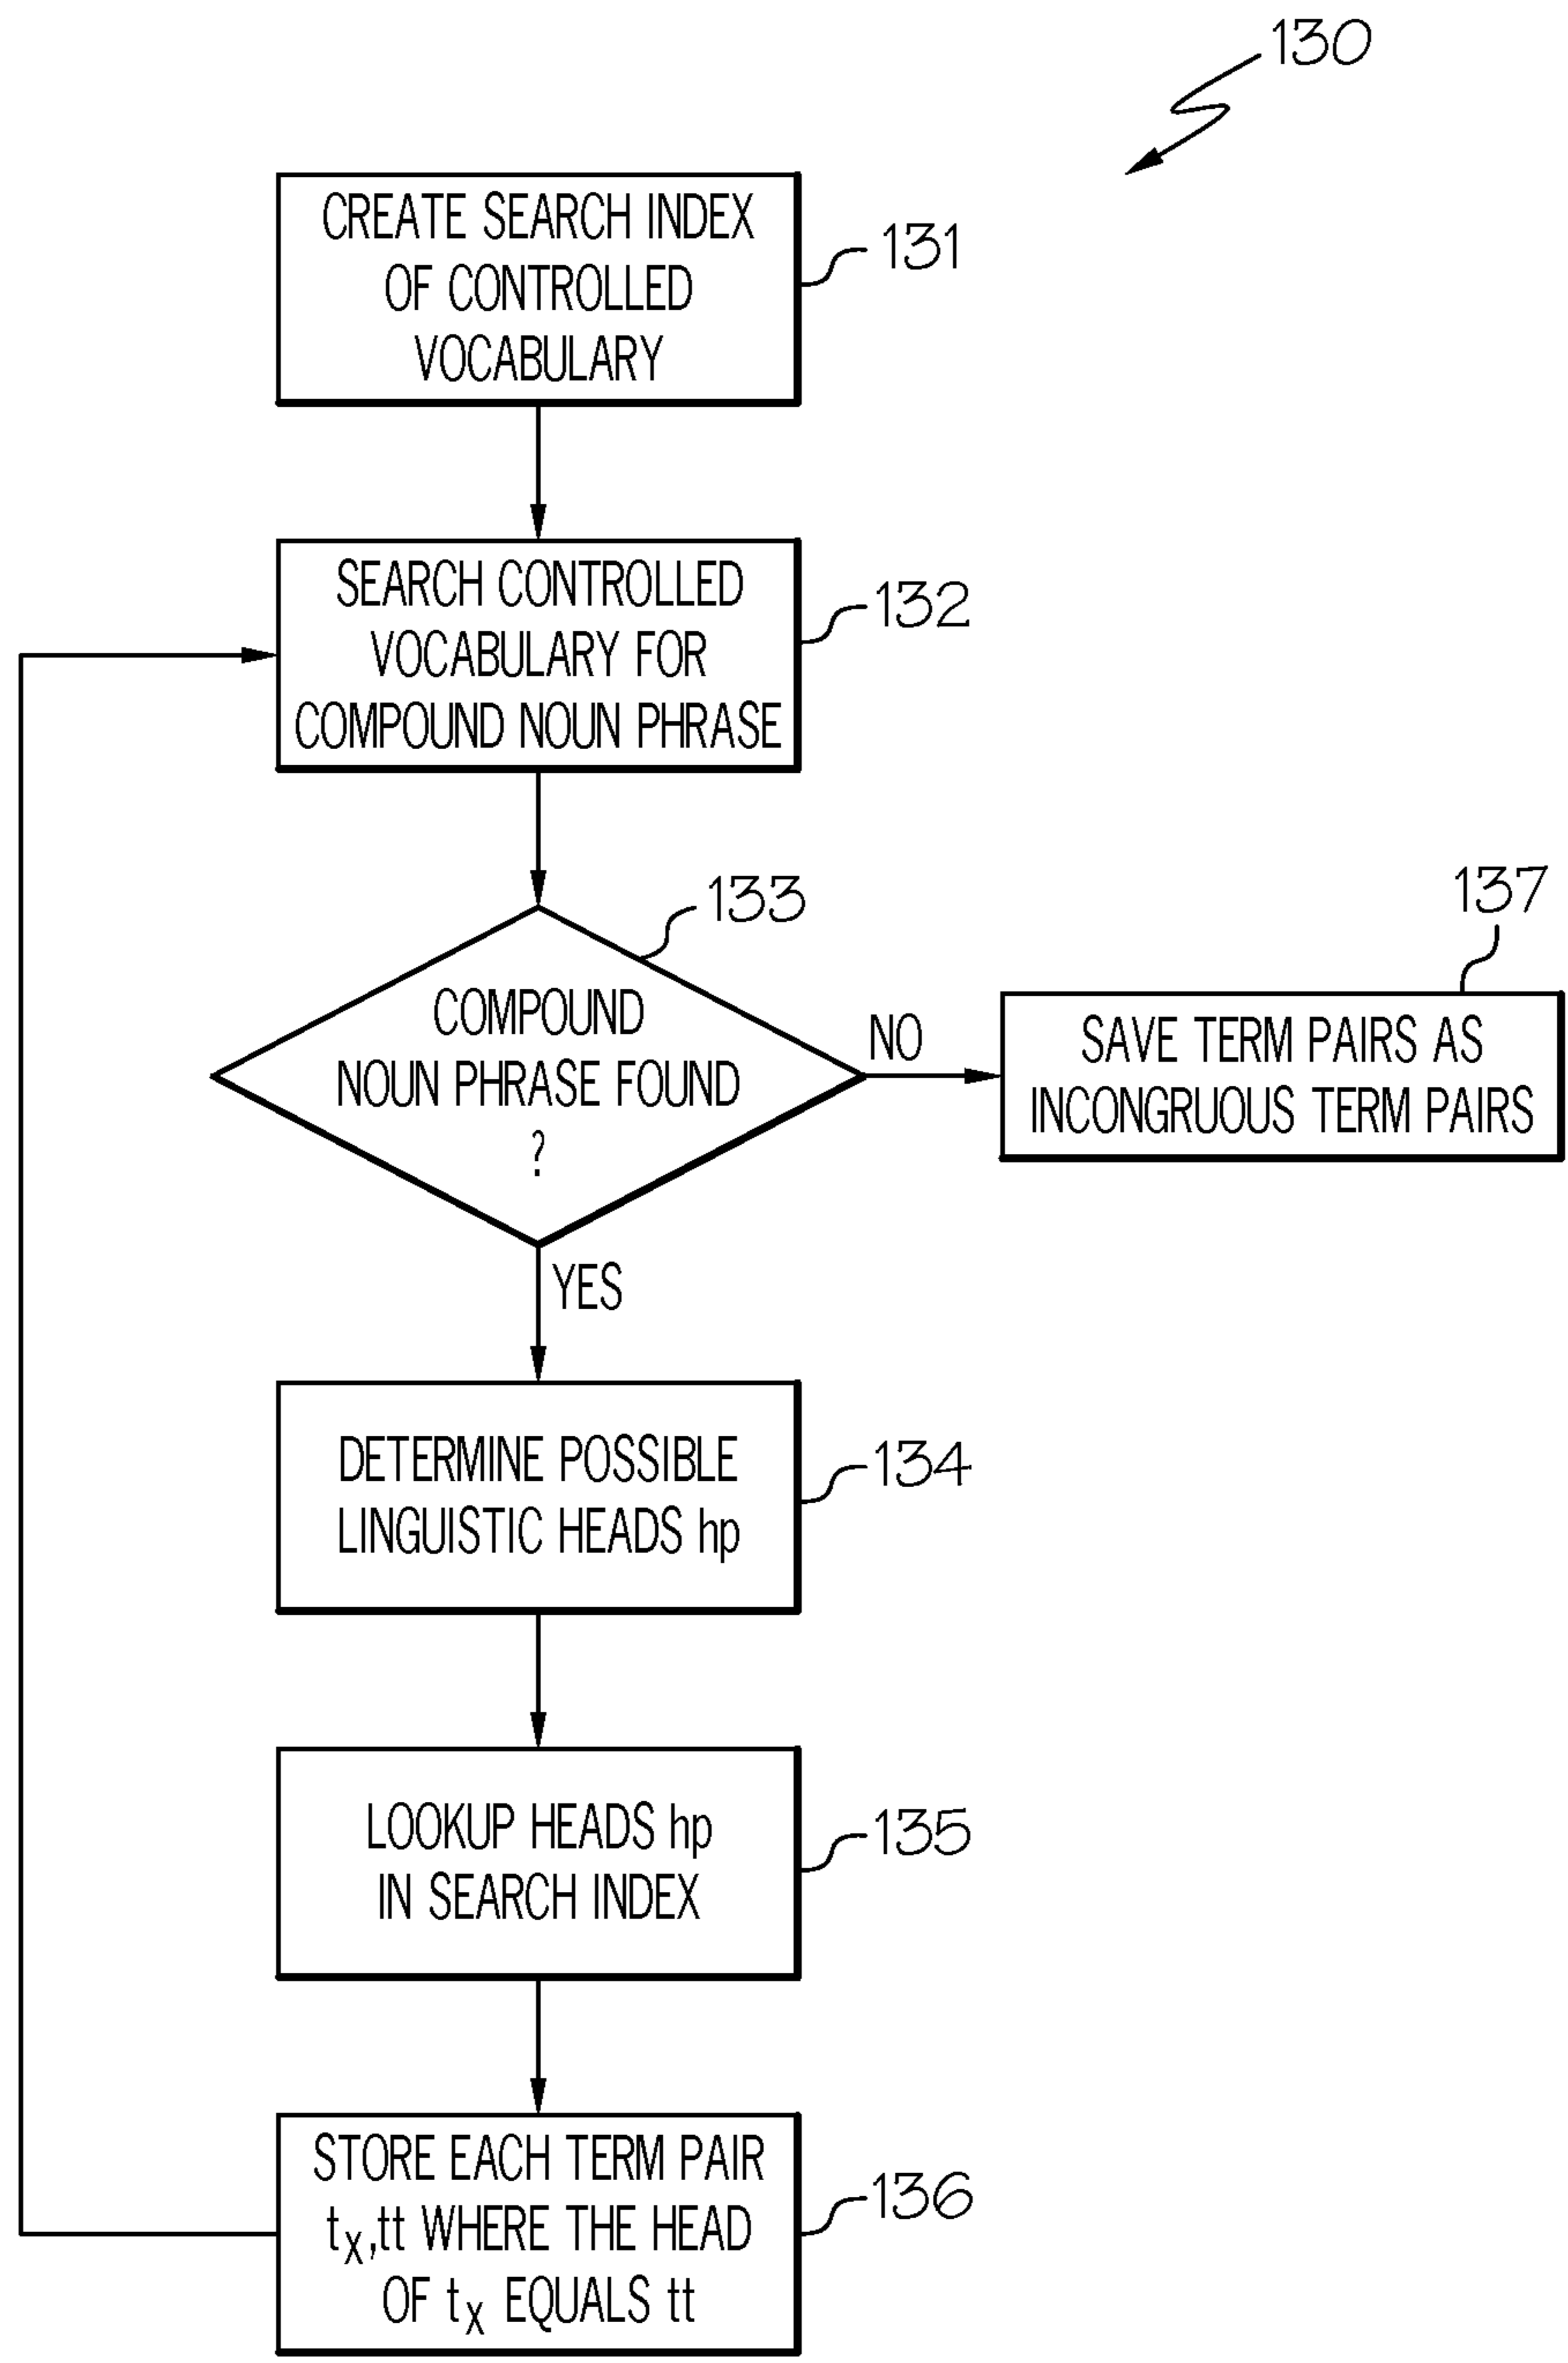 130
CREATE SEARCH INDEX
OF CONTROLLED
VOCABULARY
131
SEARCH CONTROLLED
VOCABULARY FOR
COMPOUND NOUN PHRASE
132
133
COMPOUND
NOUN PHRASE FOUND
?
NO
137
SAVE TERM PAIRS AS
INCONGRUOUS TERM PAIRS
YES
DETERMINE POSSIBLE
LINGUISTIC HEADS hp
134
LOOKUP HEADS hp
IN SEARCH INDEX
135
STORE EACH TERM PAIR
tX,tt WHERE THE HEAD
OF tX EQUALS tt
136